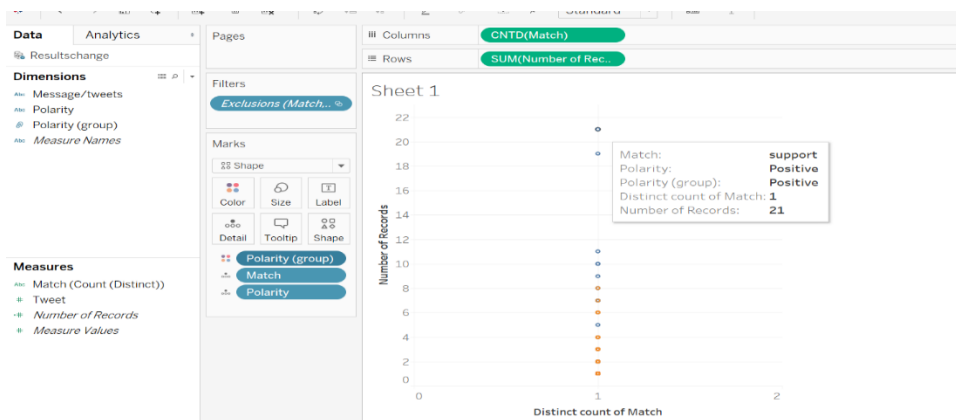 Standard
Data Analytics
Pages
Columns CNTD(Match)
Resultschange
Rows SUM(Number of Rec..
Dimensions
Abc Message/tweets
Abc Polarity
Polarity (group)
Abc Measure Names
Measures
Abc Match (Count (Distinct))
# Tweet
Number of Records
# Measure Values
Filters
Exclusions (Match...
Marks
Shape
Color Size Label
Detail Tooltip Shape
Polarity (group)
Match
Polarity
Sheet 1
Number of Records
22
20
18
16
14
12
10
8
6
4
2
0
Match: support
Polarity: Positive
Polarity (group): Positive
Distinct count of Match: 1
Number of Records: 21
0 1 2
Distinct count of Match